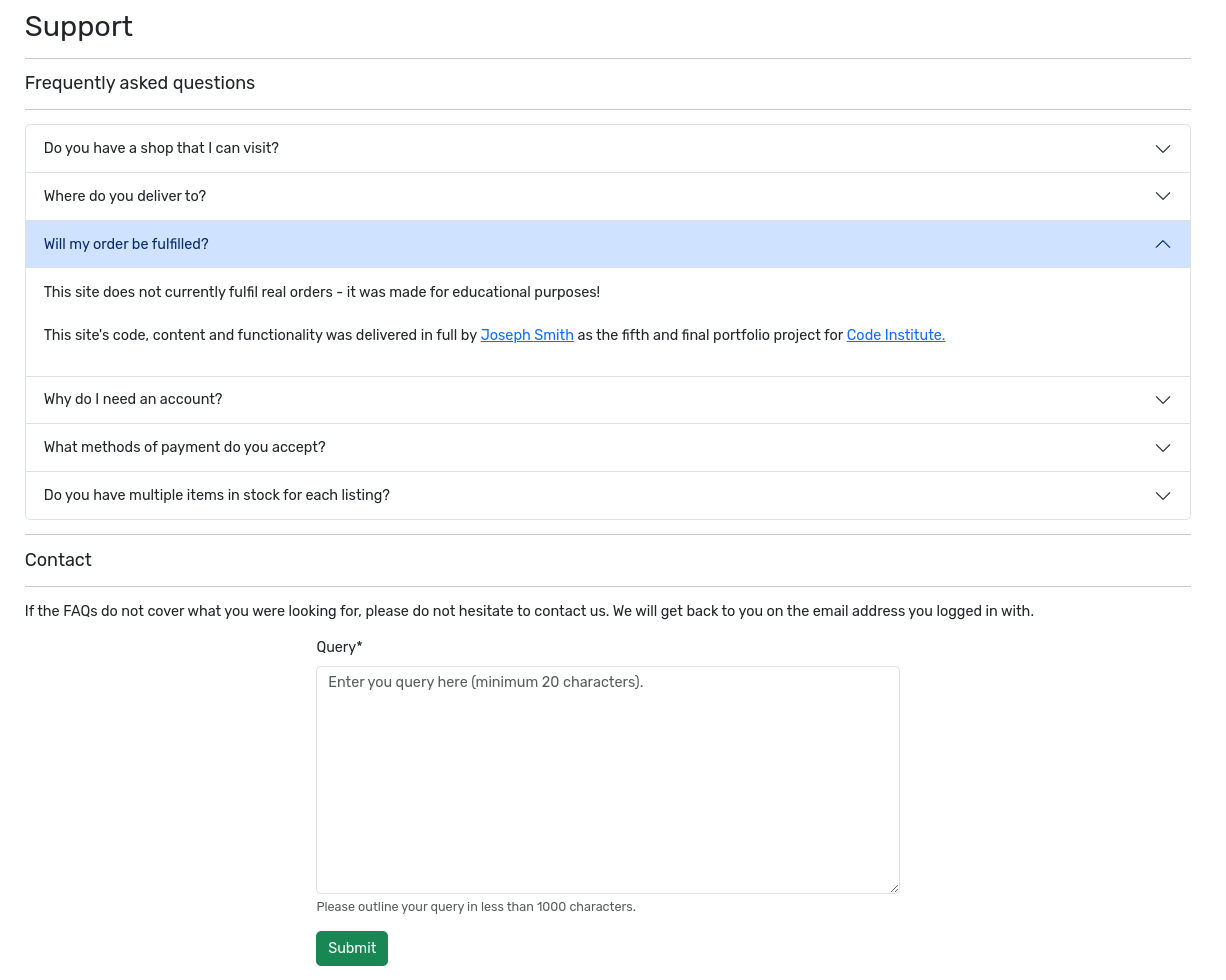 Support
Frequently asked questions
Do you have a shop that I can visit?
Where do you deliver to?
Will my order be fulfilled?
This site does not currently fulfil real orders - it was made for educational purposes!
This site's code, content and functionality was delivered in full by Joseph Smith as the fifth and final portfolio project for Code Institute.
Why do I need an account?
What methods of payment do you accept?
Do you have multiple items in stock for each listing?
Contact
If the FAQs do not cover what you were looking for, please do not hesitate to contact us. We will get back to you on the email address you logged in with.
Query*
Enter you query here (minimum 20 characters).
Please outline your query in less than 1000 characters.
Submit